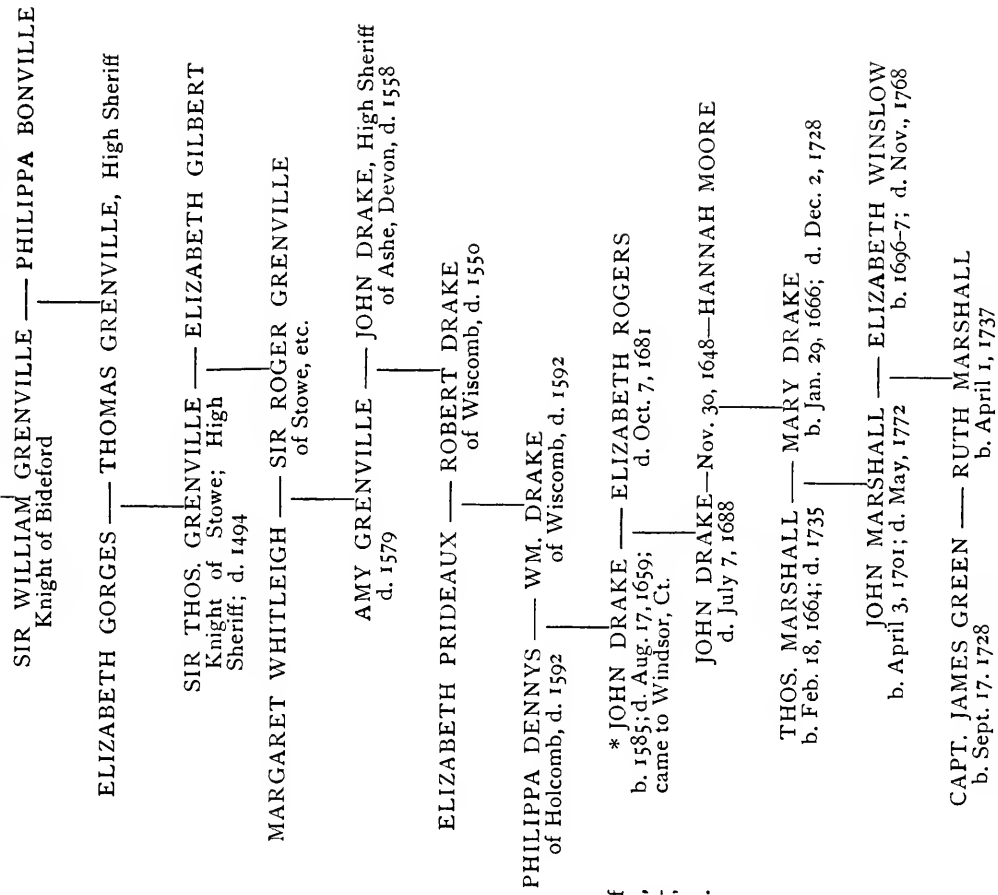 SIR WILLIAM GRENVILLE — PHILIPPA BONVILLE
Knight of Bideford
ELIZABETH GORGES — THOMAS GRENVILLE, High Sheriff
SIR THOS. GRENVILLE — ELIZABETH GILBERT
Knight of Stowe; High
Sheriff; d. 1494
MARGARET WHITLEIGH — SIR ROGER GRENVILLE
of Stowe, etc.
AMY GRENVILLE — JOHN DRAKE, High Sheriff
d. 1579
of Ashe, Devon, d. 1558
ELIZABETH PRIDEAUX — ROBERT DRAKE
of Wiscomb, d. 1550
PHILIPPA DENNYS — WM. DRAKE
of Holcomb, d. 1592
of Wiscomb, d. 1592
* JOHN DRAKE — ELIZABETH ROGERS
b. 1585; d. Aug. 17, 1659;
came to Windsor, Ct.
d. Oct. 7, 1681
JOHN DRAKE—Nov. 30, 1648—HANNAH MOORE
d. July 7, 1688
THOS. MARSHALL — MARY DRAKE
b. Feb. 18, 1664; d. 1735
b. Jan. 29, 1666; d. Dec. 2, 1728
JOHN MARSHALL — ELIZABETH WINSLOW
b. April 3, 1701; d. May, 1772
b. 1696-7; d. Nov., 1768
CAPT. JAMES GREEN — RUTH MARSHALL
b. Sept. 17. 1728
b. April 1, 1737